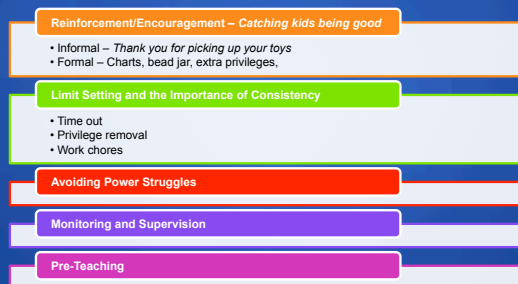 Reinforcement/Encouragement – Catching kids being good
• Informal – Thank you for picking up your toys
• Formal – Charts, bead jar, extra privileges,
Limit Setting and the Importance of Consistency
• Time out
• Privilege removal
• Work chores
Avoiding Power Struggles
Monitoring and Supervision
Pre-Teaching